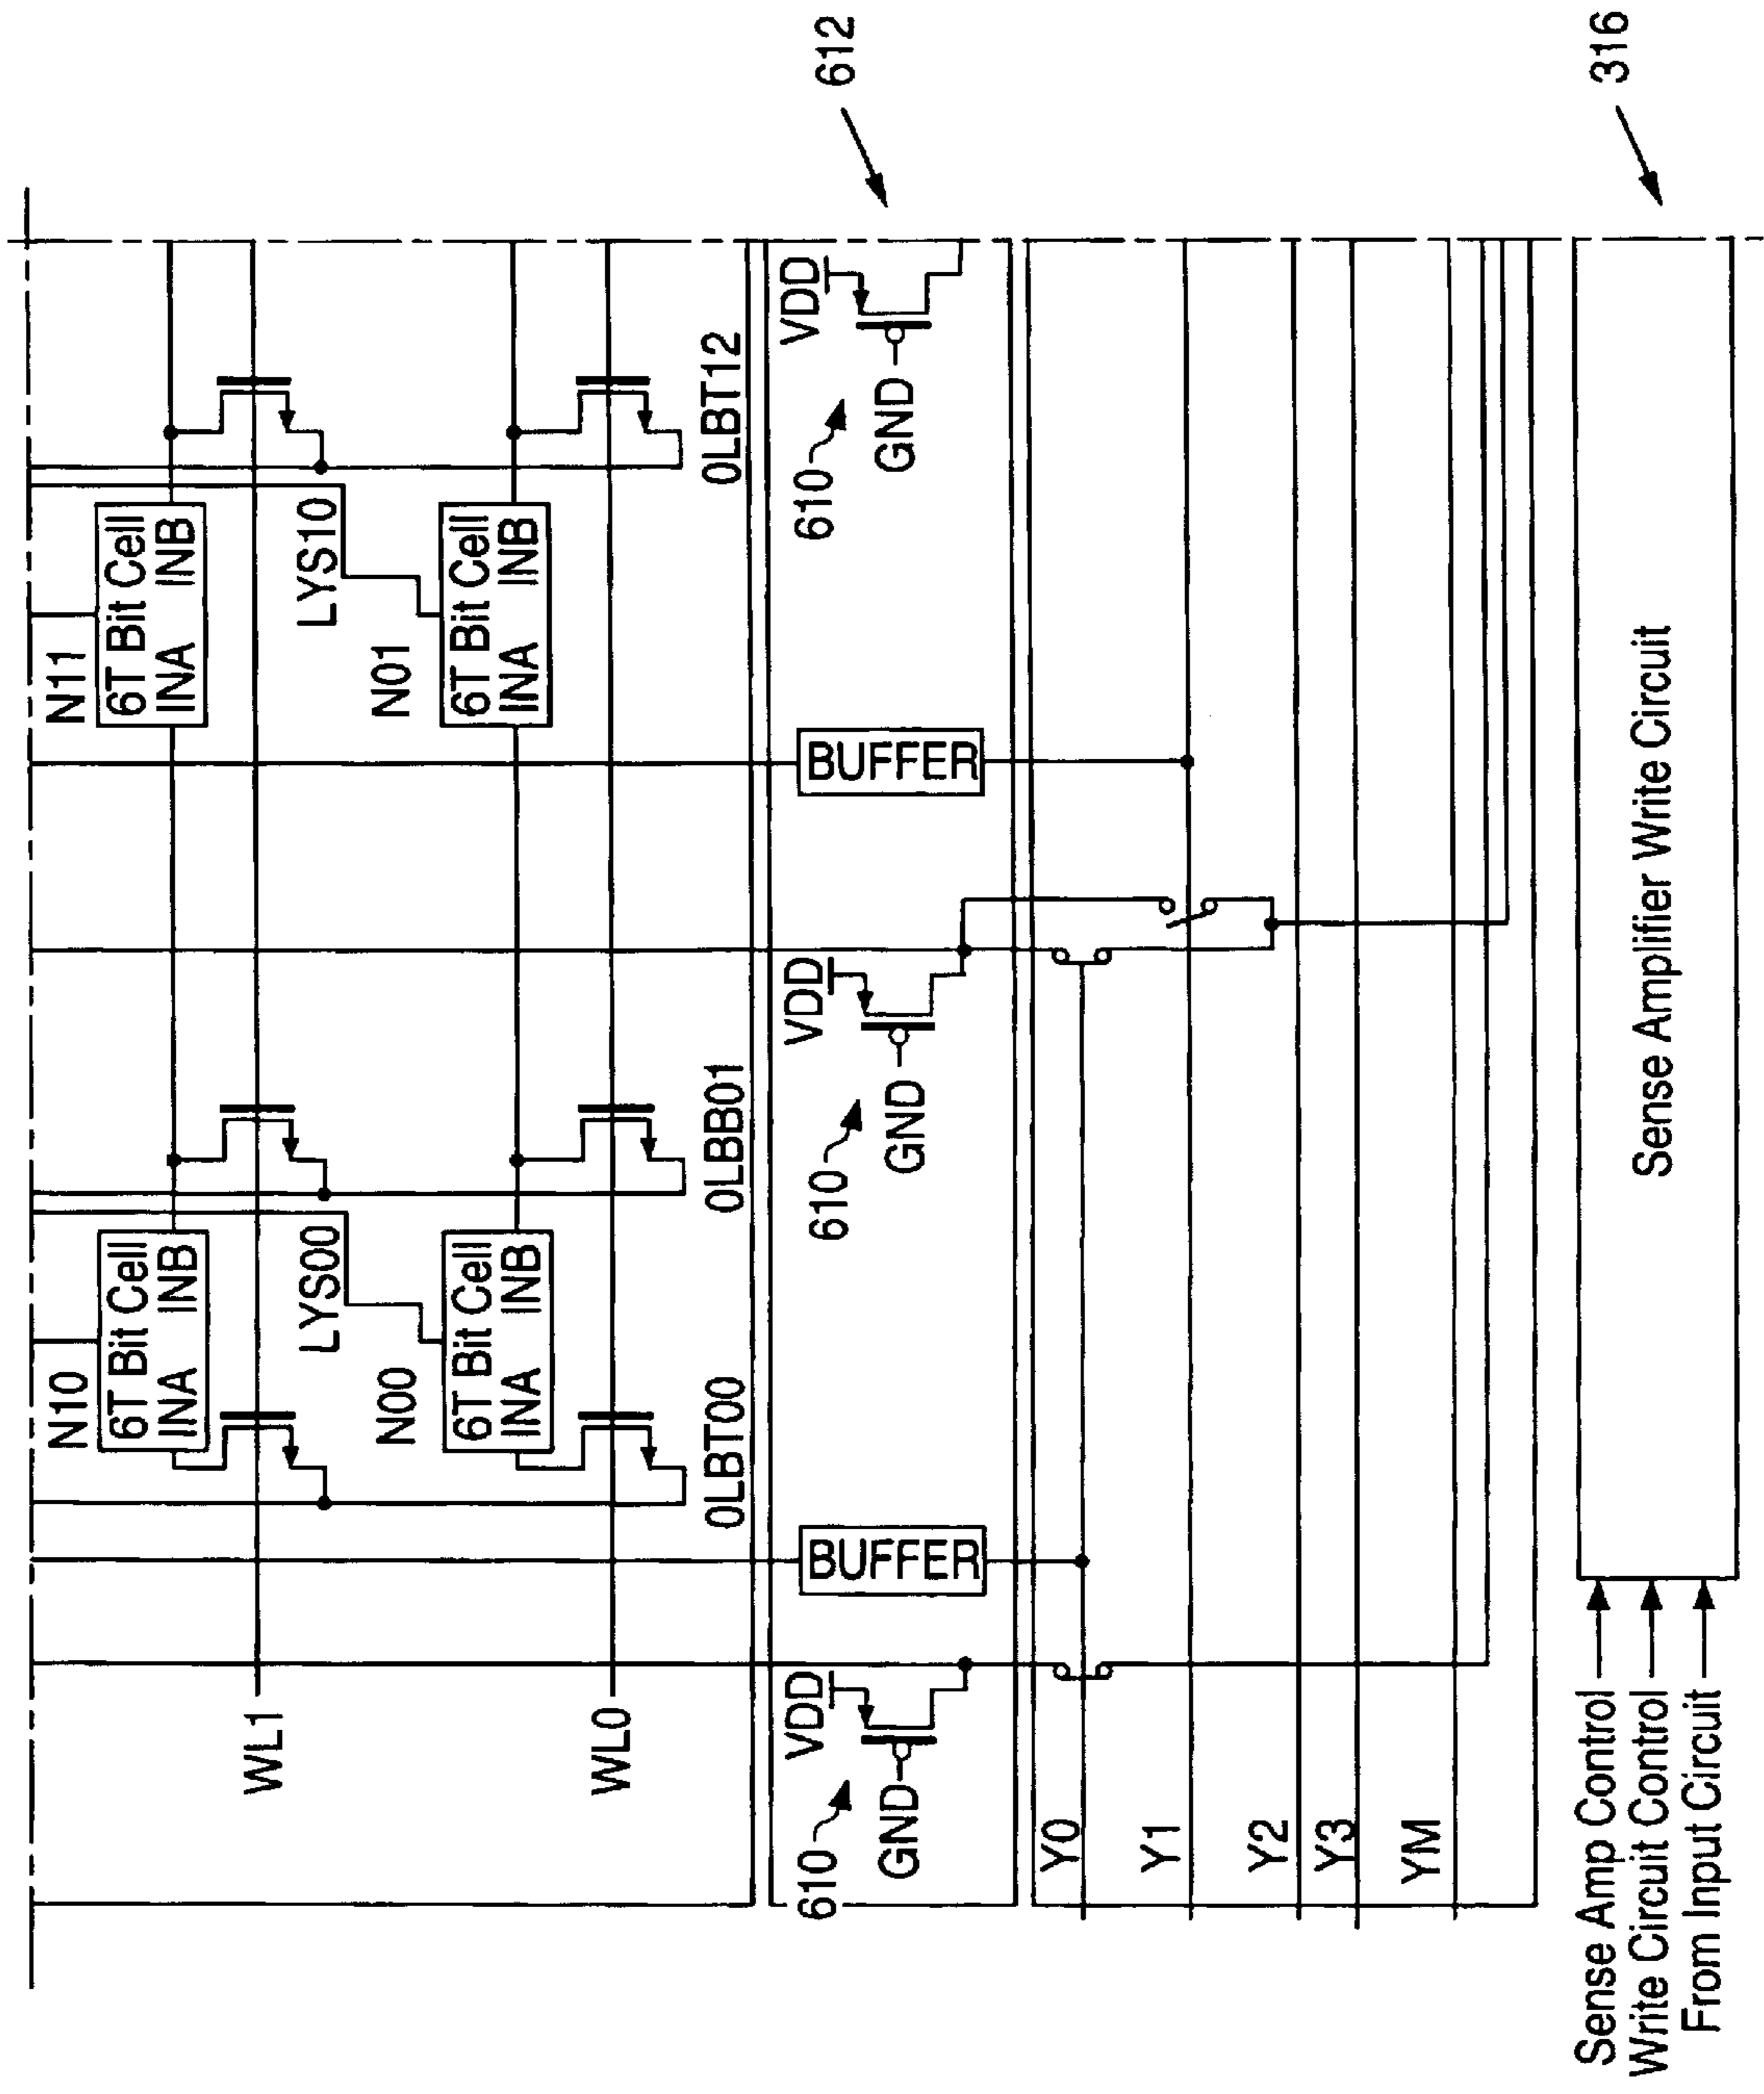 N10
N11
6T Bit Cell
INA INB
6T Bit Cell
INA INB
WL1
LYS00
LYS10
N00
N01
6T Bit Cell
INA INB
6T Bit Cell
INA INB
WL0
0LBT00
0LBB01
0LBT12
610
VDD
BUFFER
610
VDD
BUFFER
610
VDD
612
GND
GND
GND
Y0
Y1
Y2
Y3
YM
Sense Amp Control
Write Circuit Control
From Input Circuit
Sense Amplifier Write Circuit
316